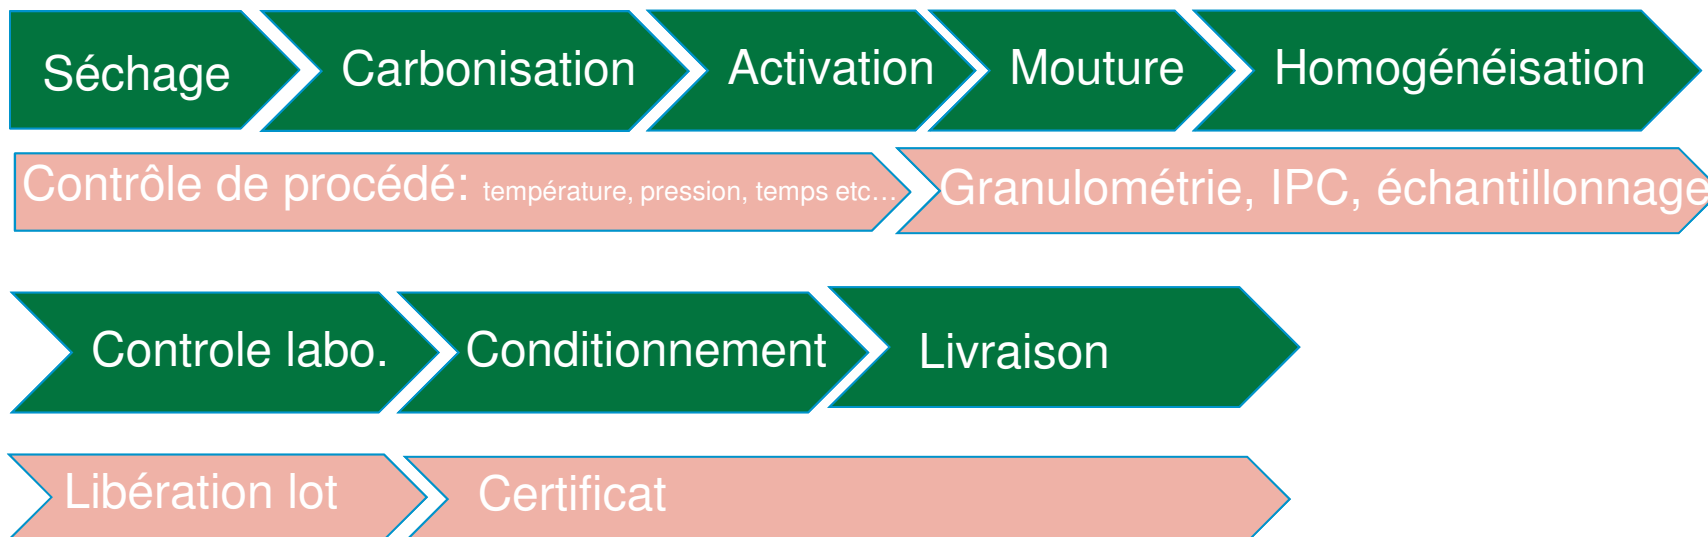 Séchage
Carbonisation
Activation
Mouture
Homogénéisation
Contrôle de procédé: température, pression, temps etc…
Granulométrie, IPC, échantillonnage
Controle labo.
Conditionnement
Livraison
Libération lot
Certificat